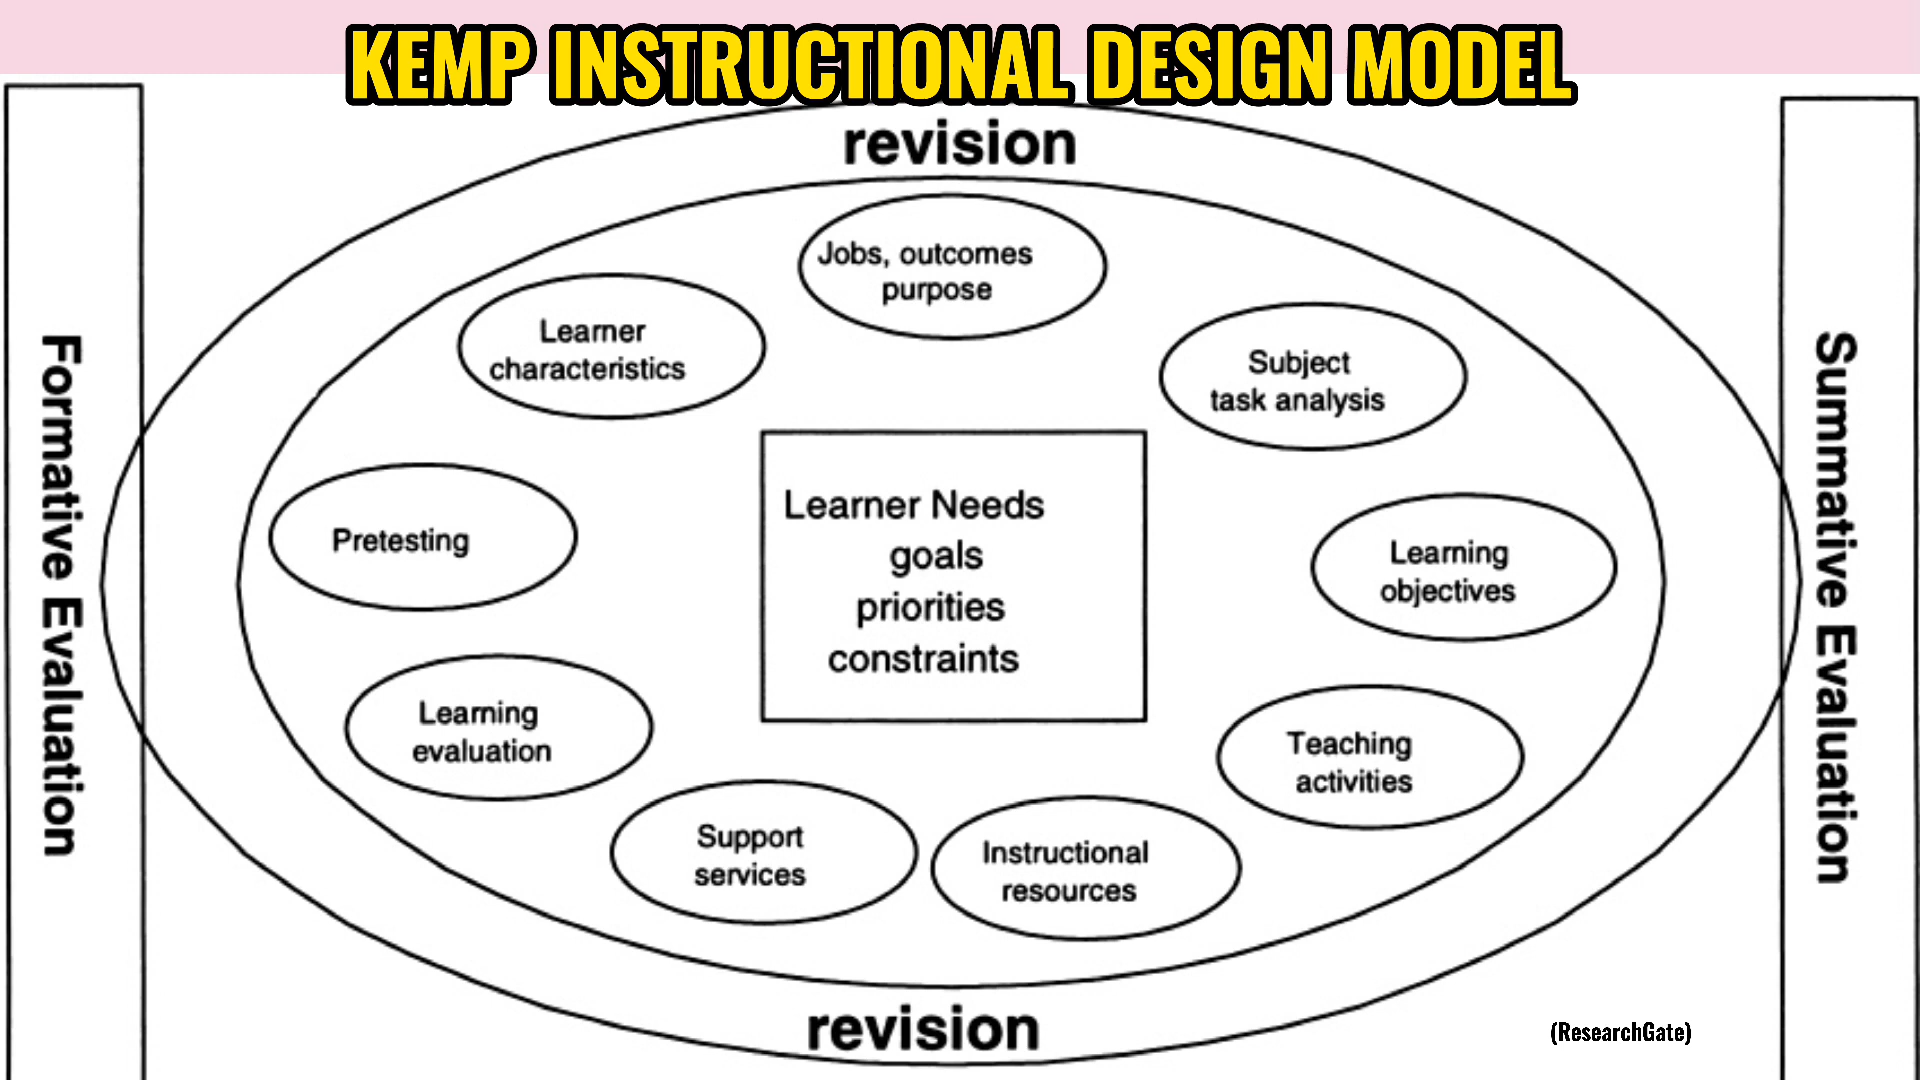 KEMP INSTRUCTIONAL DESIGN MODEL
revision
Jobs, outcomes
purpose
Learner
characteristics
Subject
task analysis
Pretesting
Learner Needs
goals
priorities
constraints
Learning
objectives
Learning
evaluation
Teaching
activities
Support
services
Instructional
resources
revision
Formative Evaluation
Summative Evaluation
(ResearchGate)